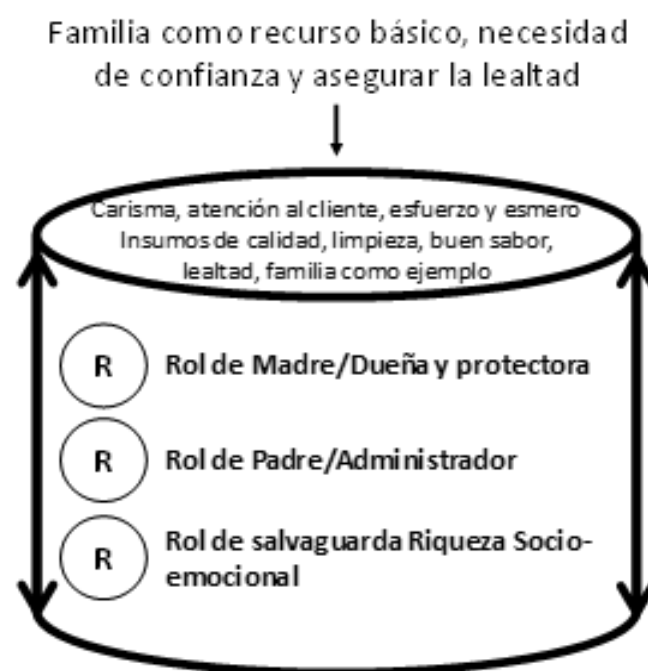 Familia como recurso básico, necesidad
de confianza y asegurar la lealtad
Carisma, atención al cliente, esfuerzo y esmero
Insumos de calidad, limpieza, buen sabor,
lealtad, familia como ejemplo
R Rol de Madre/Dueña y protectora
R Rol de Padre/Administrador
R Rol de salvaguarda Riqueza Socio-
emocional